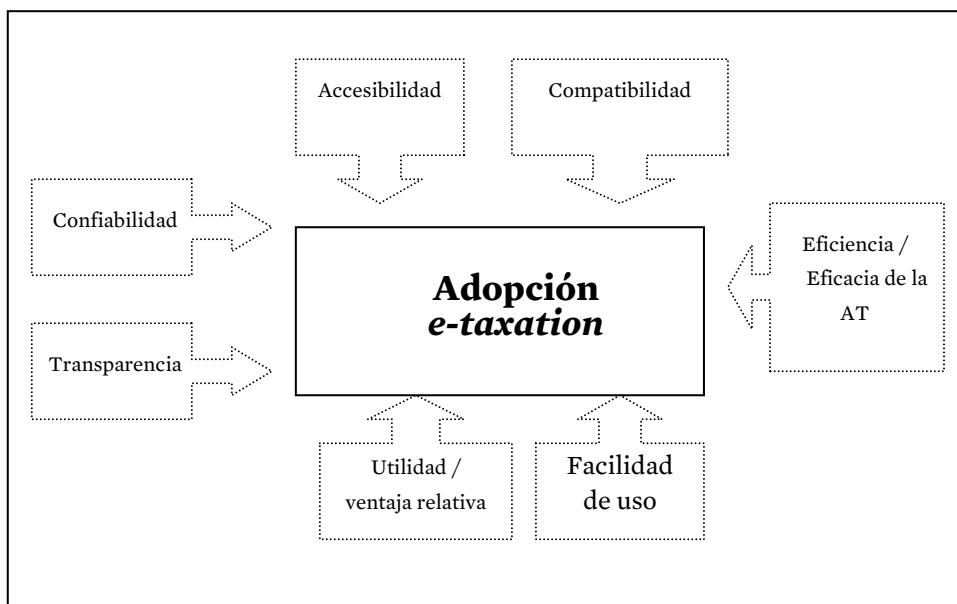 Accesibilidad
Compatibilidad
Confiabilidad
Eficiencia /
Eficacia de la
AT
Adopción
e-taxation
Transparencia
Utilidad /
ventaja relativa
Facilidad
de uso